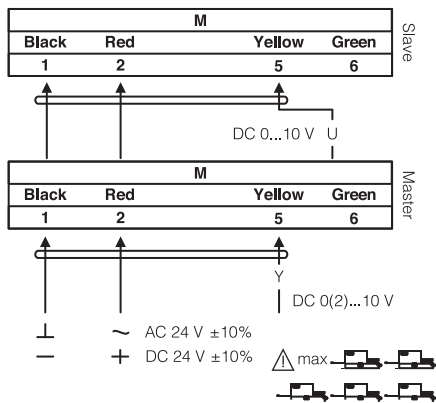 M
Black Red Yellow Green
1 2 5 6
Slave
DC 0...10 V U
M
Black Red Yellow Green
1 2 5 6
Master
Y
DC 0(2)...10 V
⊥ ~ AC 24 V ±10%
− + DC 24 V ±10%
max